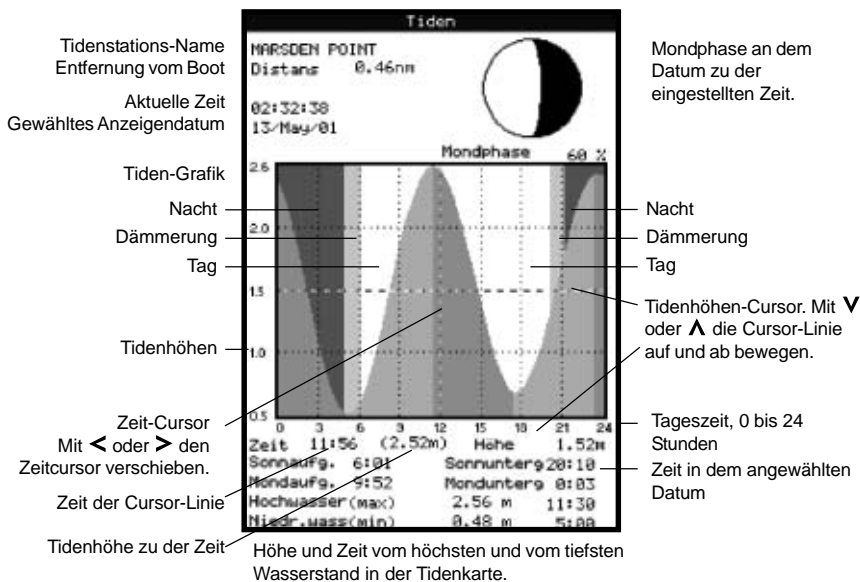 Tiden
Tidenstations-Name
Entfernung vom Boot
Aktuelle Zeit
Gewähltes Anzeigendatum
MARSDEN POINT
Distans 0.46nm
02:32:38
13/May/01
Mondphase 60 %
Mondphase an dem
Datum zu der
eingestellten Zeit.
Tiden-Grafik
Nacht
Dämmerung
Tag
Tidenhöhen
Zeit-Cursor
Mit < oder > den
Zeitcursor verschieben.
Zeit der Cursor-Linie
Tidenhöhe zu der Zeit
2.6
2.0
1.5
1.0
0.5
0 3 6 9 12 15 18 21 24
Nacht
Dämmerung
Tag
Tidenhöhen-Cursor. Mit V
oder Λ die Cursor-Linie
auf und ab bewegen.
Tageszeit, 0 bis 24
Stunden
Zeit in dem angewählten
Datum
Zeit 11:56 (2.52m) Hohe 1.52m
Sonnaufg. 6:01 Sonnunterg 20:10
Mondaufg. 9:52 Mondunterg 0:03
Hochwasser(max) 2.56 m 11:30
Niedr.wass(min) 0.48 m 5:00
Höhe und Zeit vom höchsten und vom tiefsten
Wasserstand in der Tidenkarte.